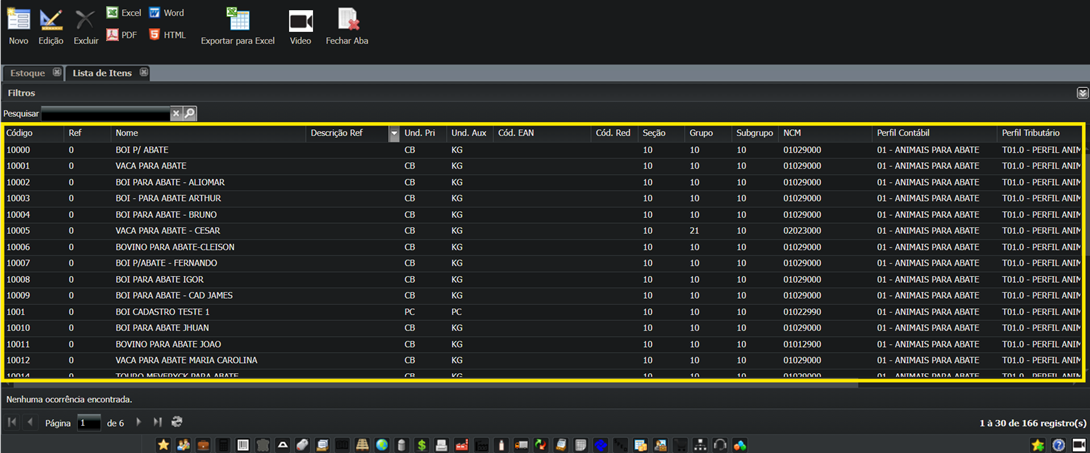 Excel Word
Novo Edição Excluir PDF HTML Exportar para Excel Video Fechar Aba
Estoque Lista de Itens
Filtros
Pesquisar
Código Ref Nome Descrição Ref Und. Pri Und. Aux Cód. EAN Cód. Red Seção Grupo Subgrupo NCM Perfil Contábil Perfil Tributário
10000 0 BOI P/ ABATE CB KG 10 10 10 01029000 01 - ANIMAIS PARA ABATE T01.0 - PERFIL ANIM
10001 0 VACA PARA ABATE CB KG 10 10 10 01029000 01 - ANIMAIS PARA ABATE T01.0 - PERFIL ANIM
10002 0 BOI PARA ABATE - ALIOMAR CB KG 10 10 10 01029000 01 - ANIMAIS PARA ABATE T01.0 - PERFIL ANIM
10003 0 BOI - PARA ABATE ARTHUR CB KG 10 10 10 01029000 01 - ANIMAIS PARA ABATE T01.0 - PERFIL ANIM
10004 0 BOI PARA ABATE - BRUNO CB KG 10 10 10 01029000 01 - ANIMAIS PARA ABATE T01.0 - PERFIL ANIM
10005 0 VACA PARA ABATE - CESAR CB KG 10 21 10 02023000 01 - ANIMAIS PARA ABATE T01.0 - PERFIL ANIM
10006 0 BOVINO PARA ABATE-CLEISON CB KG 10 10 10 01029000 01 - ANIMAIS PARA ABATE T01.0 - PERFIL ANIM
10007 0 BOI P/ABATE - FERNANDO CB KG 10 10 10 01029000 01 - ANIMAIS PARA ABATE T01.0 - PERFIL ANIM
10008 0 BOI PARA ABATE IGOR CB KG 10 10 10 01029000 01 - ANIMAIS PARA ABATE T01.0 - PERFIL ANIM
10009 0 BOI PARA ABATE - CAD JAMES CB KG 10 10 10 01029000 01 - ANIMAIS PARA ABATE T01.0 - PERFIL ANIM
1001 0 BOI CADASTRO TESTE 1 PC PC 10 10 10 01022990 01 - ANIMAIS PARA ABATE T01.0 - PERFIL ANIM
10010 0 BOI PARA ABATE JHUAN CB KG 10 10 10 01029000 01 - ANIMAIS PARA ABATE T01.0 - PERFIL ANIM
10011 0 BOVINO PARA ABATE JOAO CB KG 10 10 10 01012900 01 - ANIMAIS PARA ABATE T01.0 - PERFIL ANIM
10012 0 VACA PARA ABATE MARIA CAROLINA CB KG 10 10 10 01029000 01 - ANIMAIS PARA ABATE T01.0 - PERFIL ANIM
10014 0 TOURO MEVERYCK PARA ABATE CB KG 10 10 10 01029000 01 - ANIMAIS PARA ABATE T01.0 - PERFIL ANIM
Nenhuma ocorrência encontrada.
Página 1 de 6 1 à 30 de 166 registro(s)